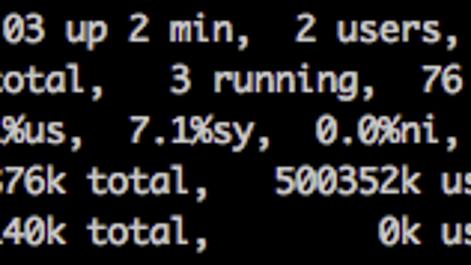 03 up 2 min, 2 users,
total, 3 running, 76
%us, 7.1%sy, 0.0%ni,
76k total, 500352k us
40k total, 0k us